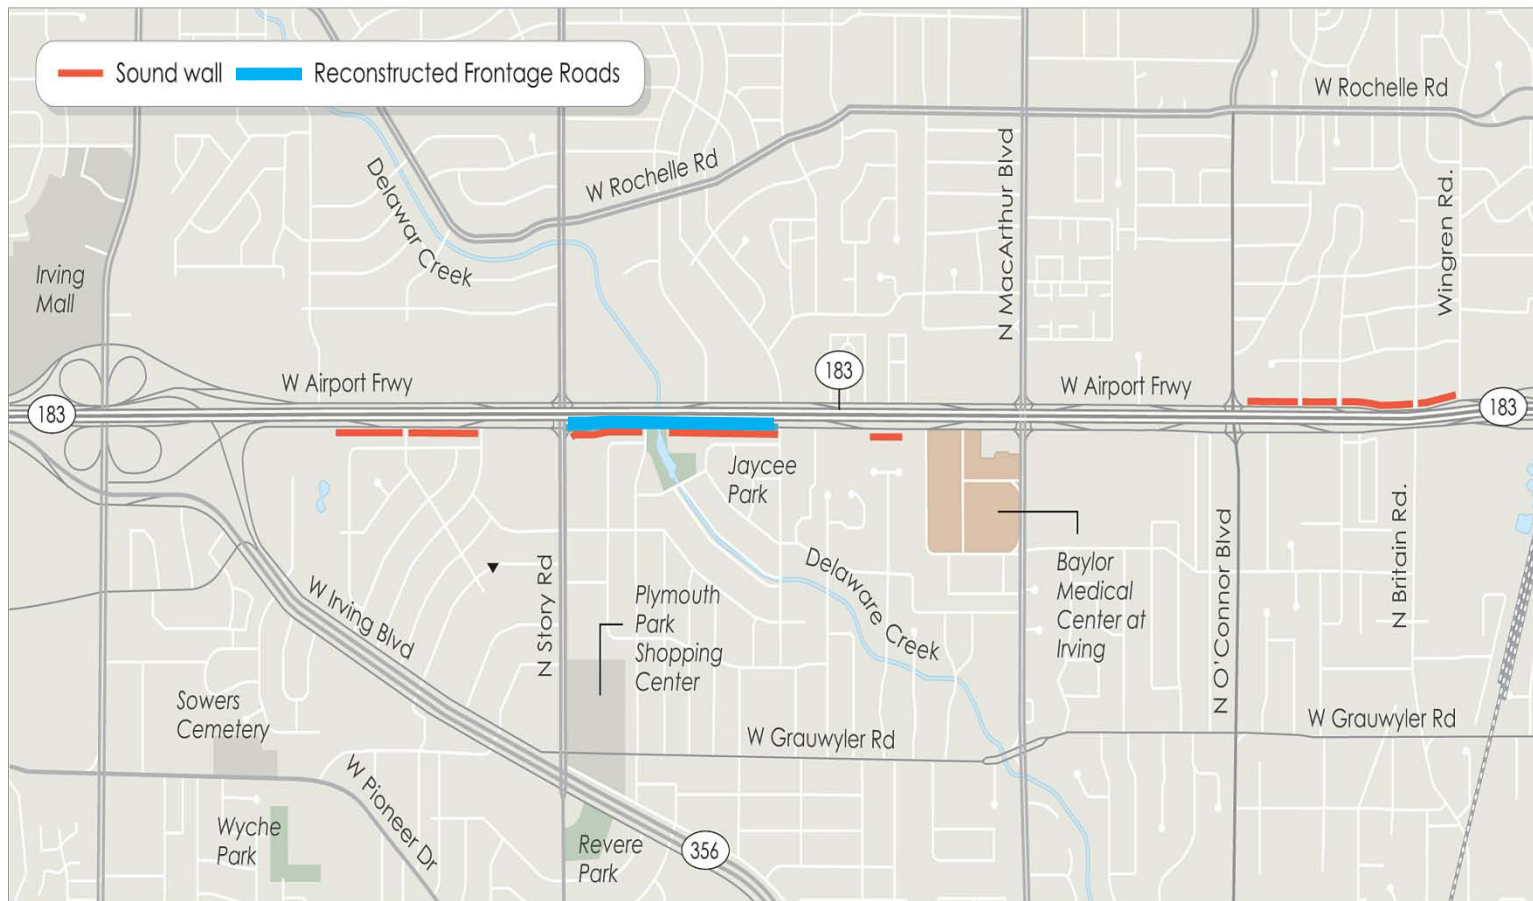 Sound wall
Reconstructed Frontage Roads
W Rochelle Rd
W Rochelle Rd
Delawar Creek
N MacArthur Blvd
Wingren Rd.
Irving
Mall
W Airport Frwy
183
W Airport Frwy
183
183
Jaycee
Park
Baylor
Medical
Center at
Irving
N O'Connor Blvd
N Britain Rd.
W Irving Blvd
N Story Rd
Plymouth
Park
Shopping
Center
Delaware Creek
Sowers
Cemetery
W Grauwyler Rd
W Grauwyler Rd
W Pioneer Dr
Wyche
Park
Revere
Park
356